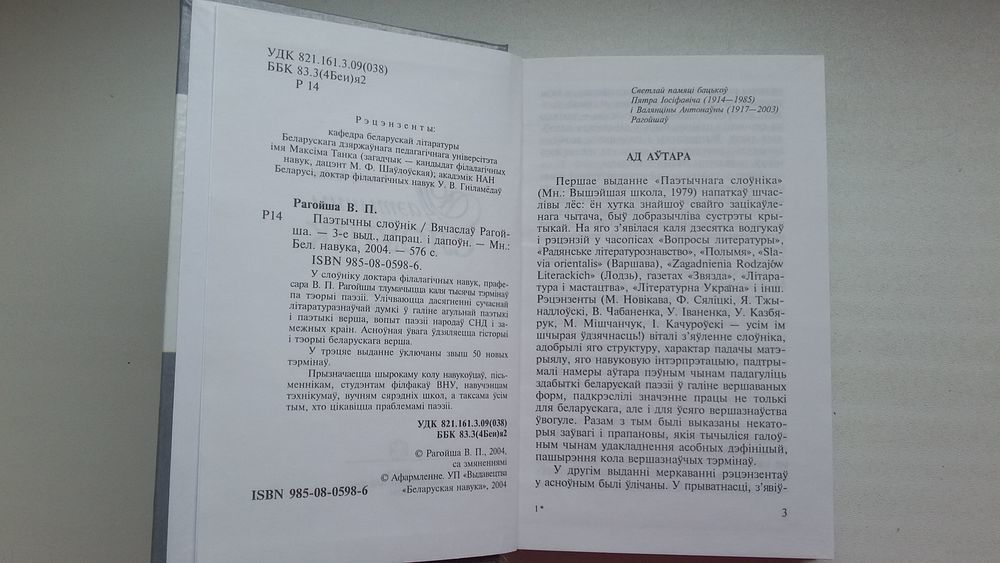 УДК 821.161.3.09(038)
ББК 83.3(4Беи)я2
Р 14
Рэцэнзенты:
кафедра беларускай літаратуры
Беларускага дзяржаўнага педагагічнага універсітэта
імя Максіма Танка (загадчык — кандыдат філалагічных
навук, дацэнт М. Ф. Шаўлоўская); акадэмік НАН
Беларусі, доктар філалагічных навук У. В. Гніламёдаў
Рагойша В. П.
Р14 Паэтычны слоўнік / Вячаслаў Рагой-
ша. — 3-е выд., дапрац. і дапоўн. — Мн.:
Бел. навука, 2004. — 576 с.
ISBN 985-08-0598-6.
У слоўніку доктара філалагічных навук, прафе-
сара В. П. Рагойшы тлумачыцца каля тысячы тэрмінаў
па тэорыі паэзіі. Улічваюцца дасягненні сучаснай
літаратуразнаўчай думкі ў галіне агульнай паэтыкі
і паэтыкі верша, вопыт паэзіі народаў СНД і за-
межных краін. Асноўная ўвага ўдзяляецца гісторыі
і тэорыі беларускага верша.
У трэцяе выданне ўключаны звыш 50 новых
тэрмінаў.
Прызначаецца шырокаму колу навукоўцаў, пісь-
меннікам, студэнтам філфакаў ВНУ, навучэнцам
тэхнікумаў, вучням сярэдніх школ, а таксама ўсім
тым, хто цікавіцца праблемамі паэзіі.
УДК 821.161.3.09(038)
ББК 83.3(4Беи)я2
© Рагойша В. П., 2004,
са змяненнямі
© Афармленне. УП «Выдавецтва
ISBN 985-08-0598-6 «Беларуская навука», 2004
Светлай памяці бацькоў
Пятра Іосіфавіча (1914—1985)
і Валянціны Антонаўны (1917—2003)
Рагойшаў
АД АЎТАРА
Першае выданне «Паэтычнага слоўніка»
(Мн.: Вышэйшая школа, 1979) напаткаў шчас-
лівы лёс: ён хутка знайшоў свайго зацікаўле-
нага чытача, быў добразычліва сустрэты кры-
тыкай. На яго з'явілася каля дзесятка водгукаў
і рэцэнзій у часопісах «Вопросы литературы»,
«Радянське літературознавство», «Полымя», «Sla-
via orientalis» (Варшава), «Zagadnienia Rodzajów
Literackich» (Лодзь), газетах «Звязда», «Літара-
тура і мастацтва», «Літературна Україна» і інш.
Рэцэнзенты (М. Новікава, Ф. Сяліцкі, Я. Тжы-
надлоўскі, В. Чабаненка, У. Іваненка, У. Казбя-
рук, М. Мішчанчук, І. Качуроўскі — усім ім
шчырая ўдзячнасць!) віталі з'яўленне слоўніка,
адобрылі яго структуру, характар падачы матэ-
рыялу, яго навуковую інтэрпрэтацыю, падтры-
малі намеры аўтара пэўным чынам падагуліць
здабыткі беларускай паэзіі ў галіне вершаваных
форм, падкрэслілі значэнне працы не толькі
для беларускага, але і для ўсяго вершазнаўства
ўвогуле. Разам з тым былі выказаны некато-
рыя заўвагі і прапановы, якія тычыліся галоў-
ным чынам удакладнення асобных дэфініцый,
пашырэння кола вершазнаўчых тэрмінаў.
У другім выданні меркаванні рэцэнзентаў
у асноўным былі ўлічаны. У прыватнасці, з'явіў-
1*
3